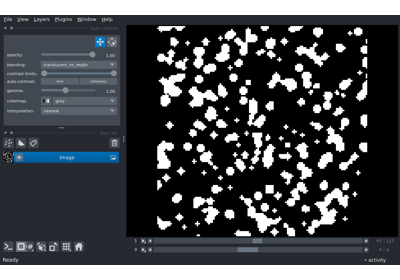 File View Layers Plugins Window Help
opacity: 1.00
blending: translucent_no_depth
contrast limits:
auto-contrast: once continuous
gamma: 1.00
colormap: gray
interpolation: nearest
Image
1
0
Ready activity